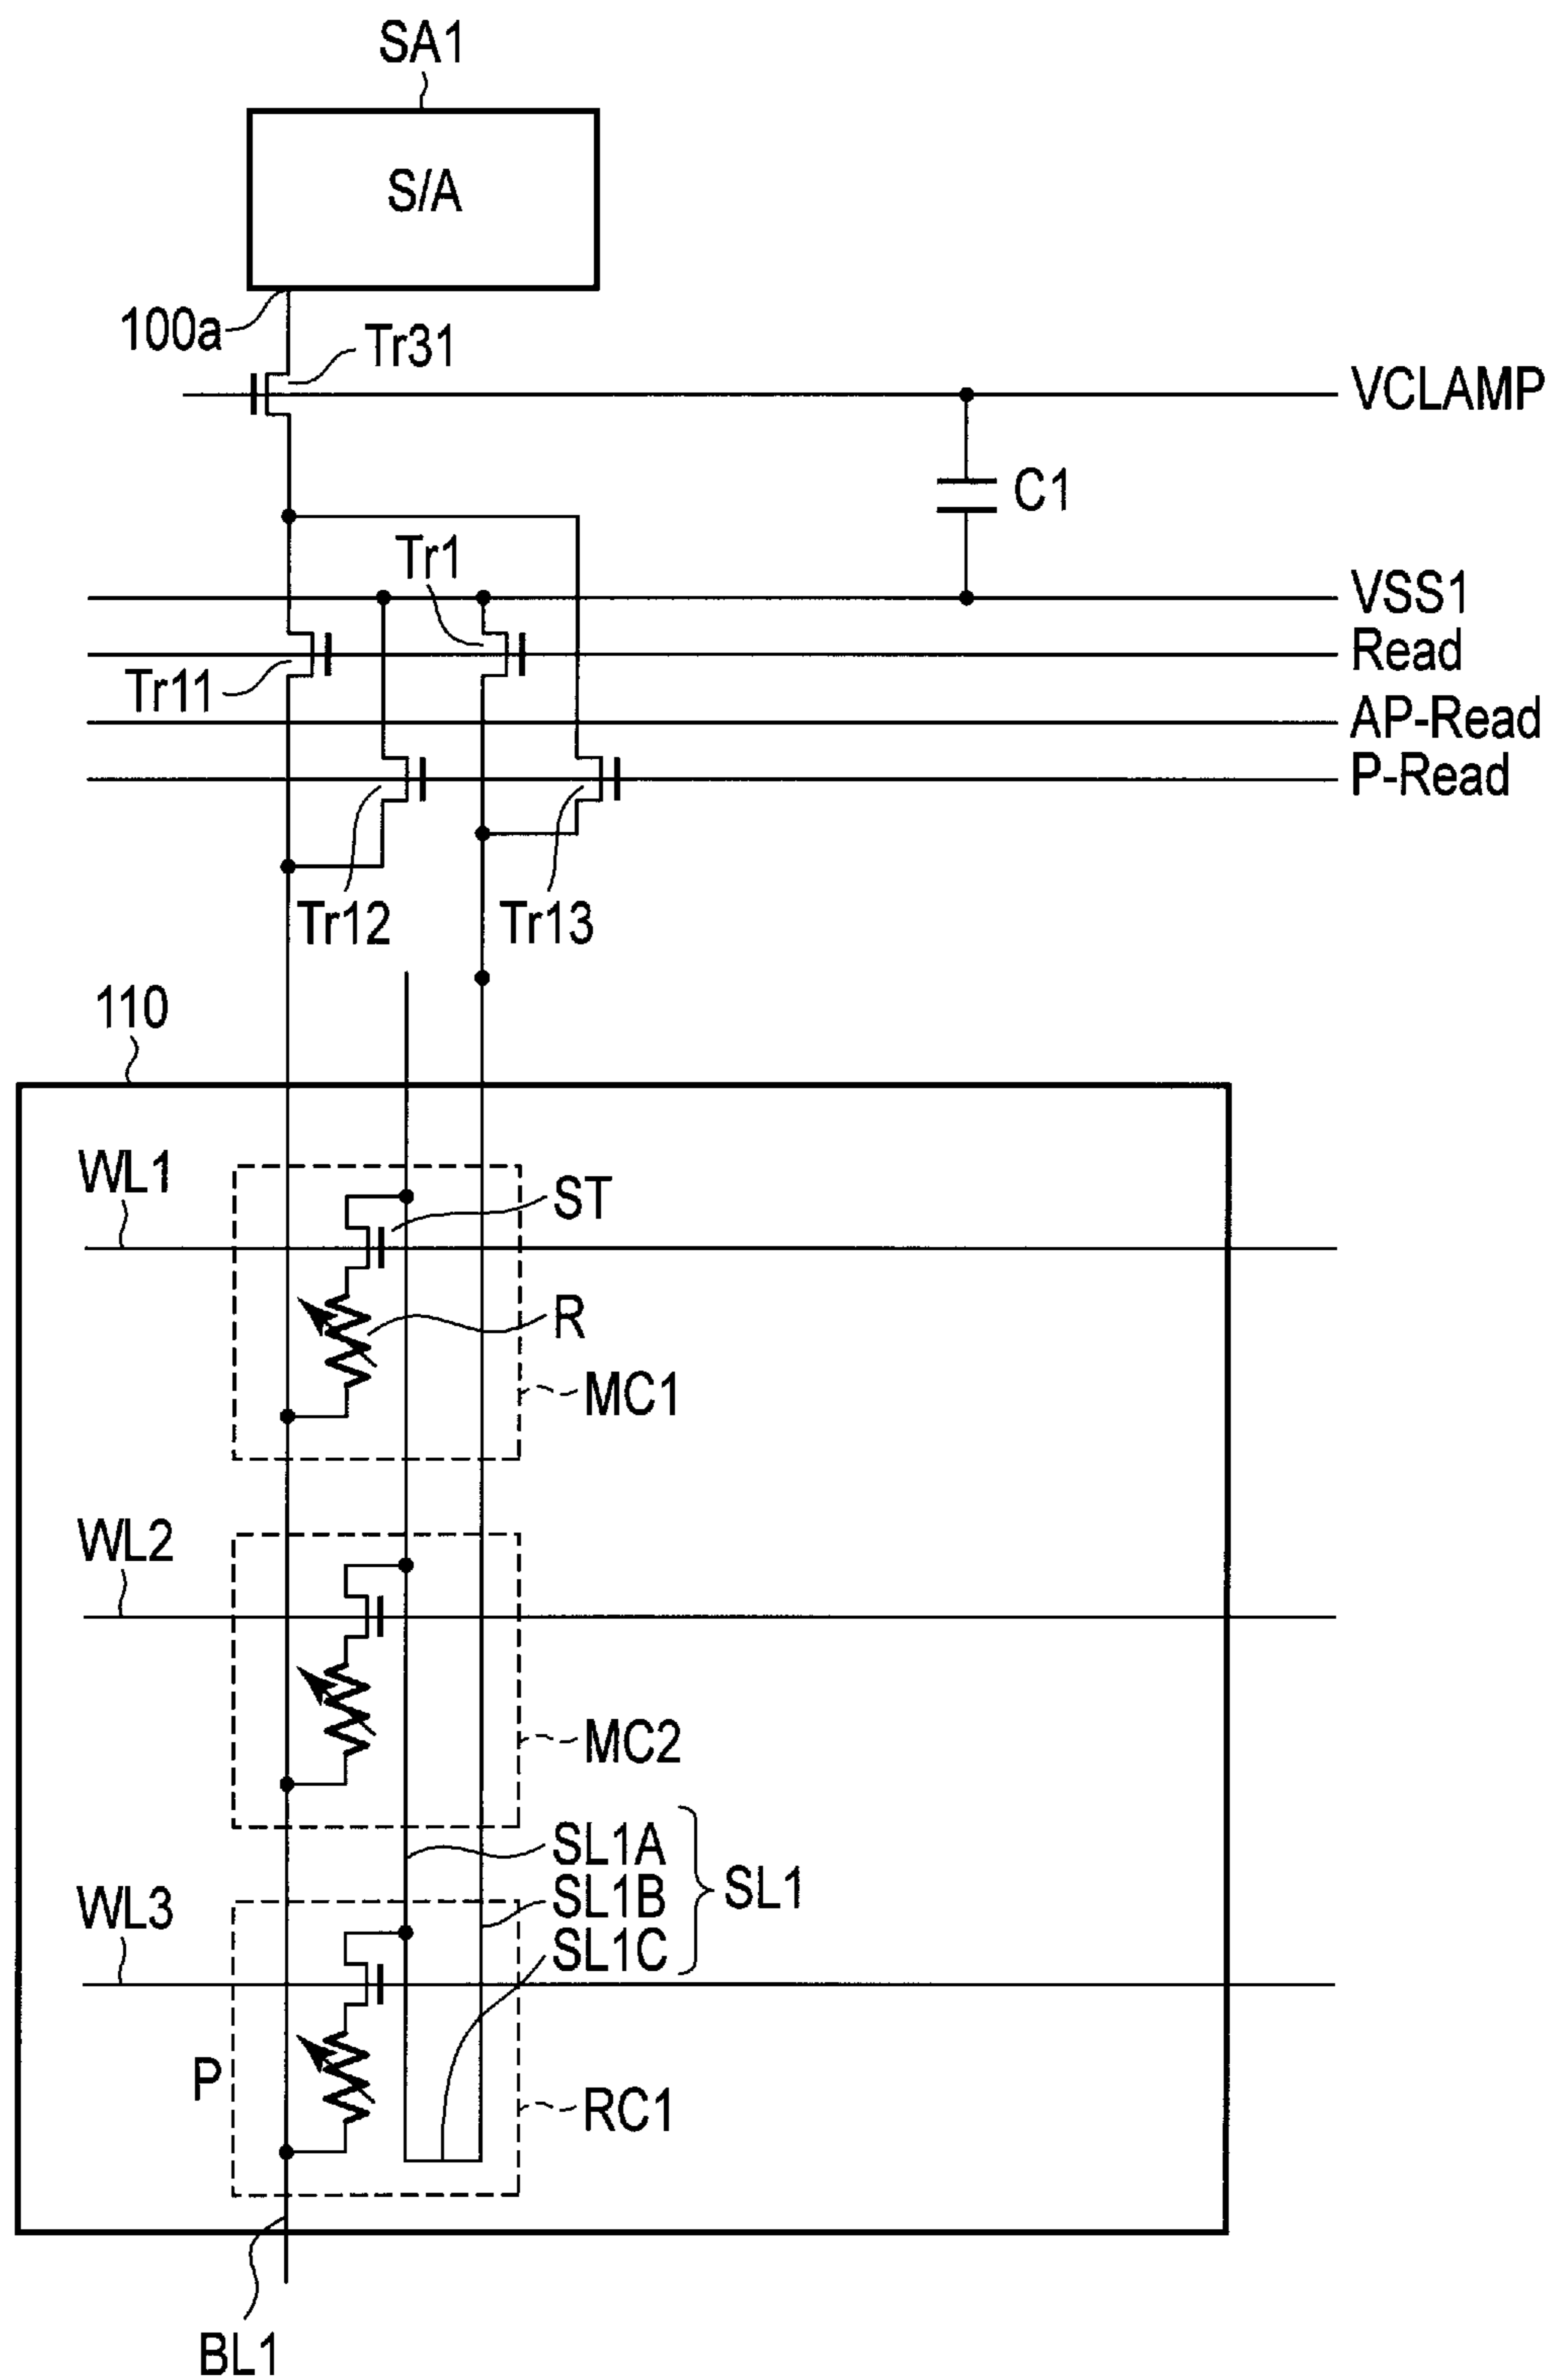 SA1
S/A
100a
Tr31
VCLAMP
C1
Tr1
VSS1
Read
Tr11
AP-Read
P-Read
Tr12
Tr13
110
WL1
ST
R
MC1
WL2
MC2
SL1A
SL1B
SL1
SL1C
WL3
P
RC1
BL1